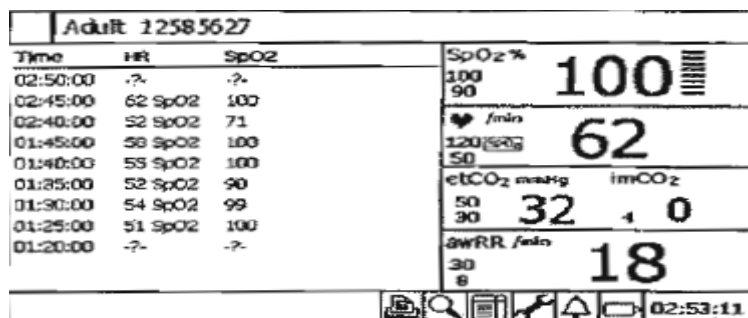 Adult 12585627
Time HR SpO2
02:50:00 -?- -?-
02:45:00 62 SpO2 100
02:40:00 52 SpO2 71
01:45:00 58 SpO2 100
01:40:00 55 SpO2 100
01:35:00 52 SpO2 90
01:30:00 54 SpO2 99
01:25:00 51 SpO2 100
01:20:00 -?- -?-
SpO2 %
100
90
100
/min
120
50
62
etCO2 mmHg imCO2
50
30
32
4
0
awRR /min
30
8
18
02:53:11